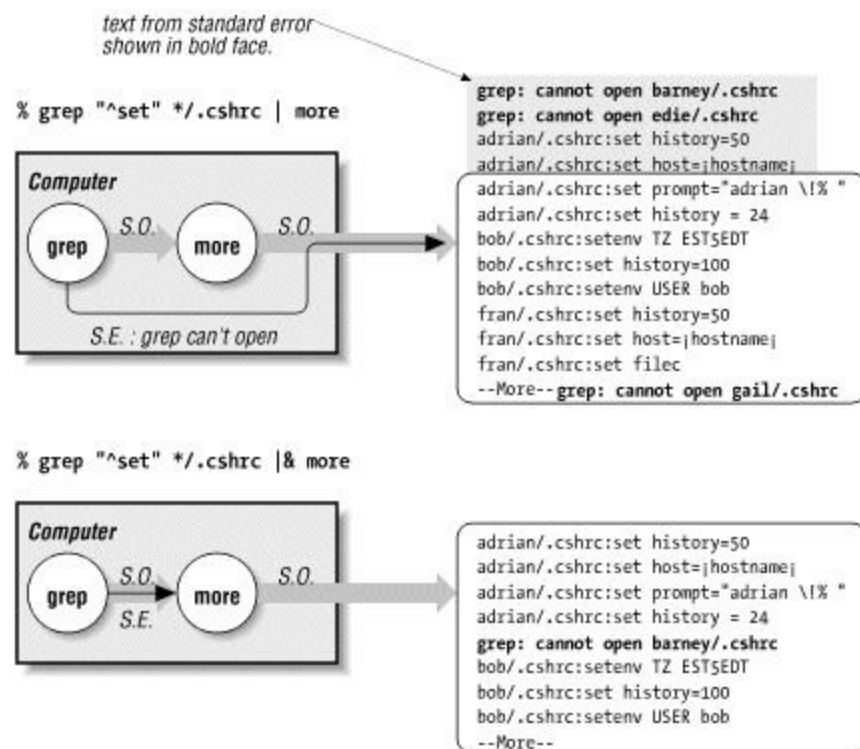 text from standard error
shown in bold face.
% grep "^set" */.cshrc | more
Computer
grep
S.O.
more
S.O.
S.E. : grep can't open
grep: cannot open barney/.cshrc
grep: cannot open edie/.cshrc
adrian/.cshrc:set history=50
adrian/.cshrc:set host=¡hostname¡
adrian/.cshrc:set prompt="adrian \!% "
adrian/.cshrc:set history = 24
bob/.cshrc:setenv TZ EST5EDT
bob/.cshrc:set history=100
bob/.cshrc:setenv USER bob
fran/.cshrc:set history=50
fran/.cshrc:set host=¡hostname¡
fran/.cshrc:set filec
--More--grep: cannot open gail/.cshrc
% grep "^set" */.cshrc |& more
Computer
grep
S.O.
S.E.
more
S.O.
adrian/.cshrc:set history=50
adrian/.cshrc:set host=¡hostname¡
adrian/.cshrc:set prompt="adrian \!% "
adrian/.cshrc:set history = 24
grep: cannot open barney/.cshrc
bob/.cshrc:setenv TZ EST5EDT
bob/.cshrc:set history=100
bob/.cshrc:setenv USER bob
--More--